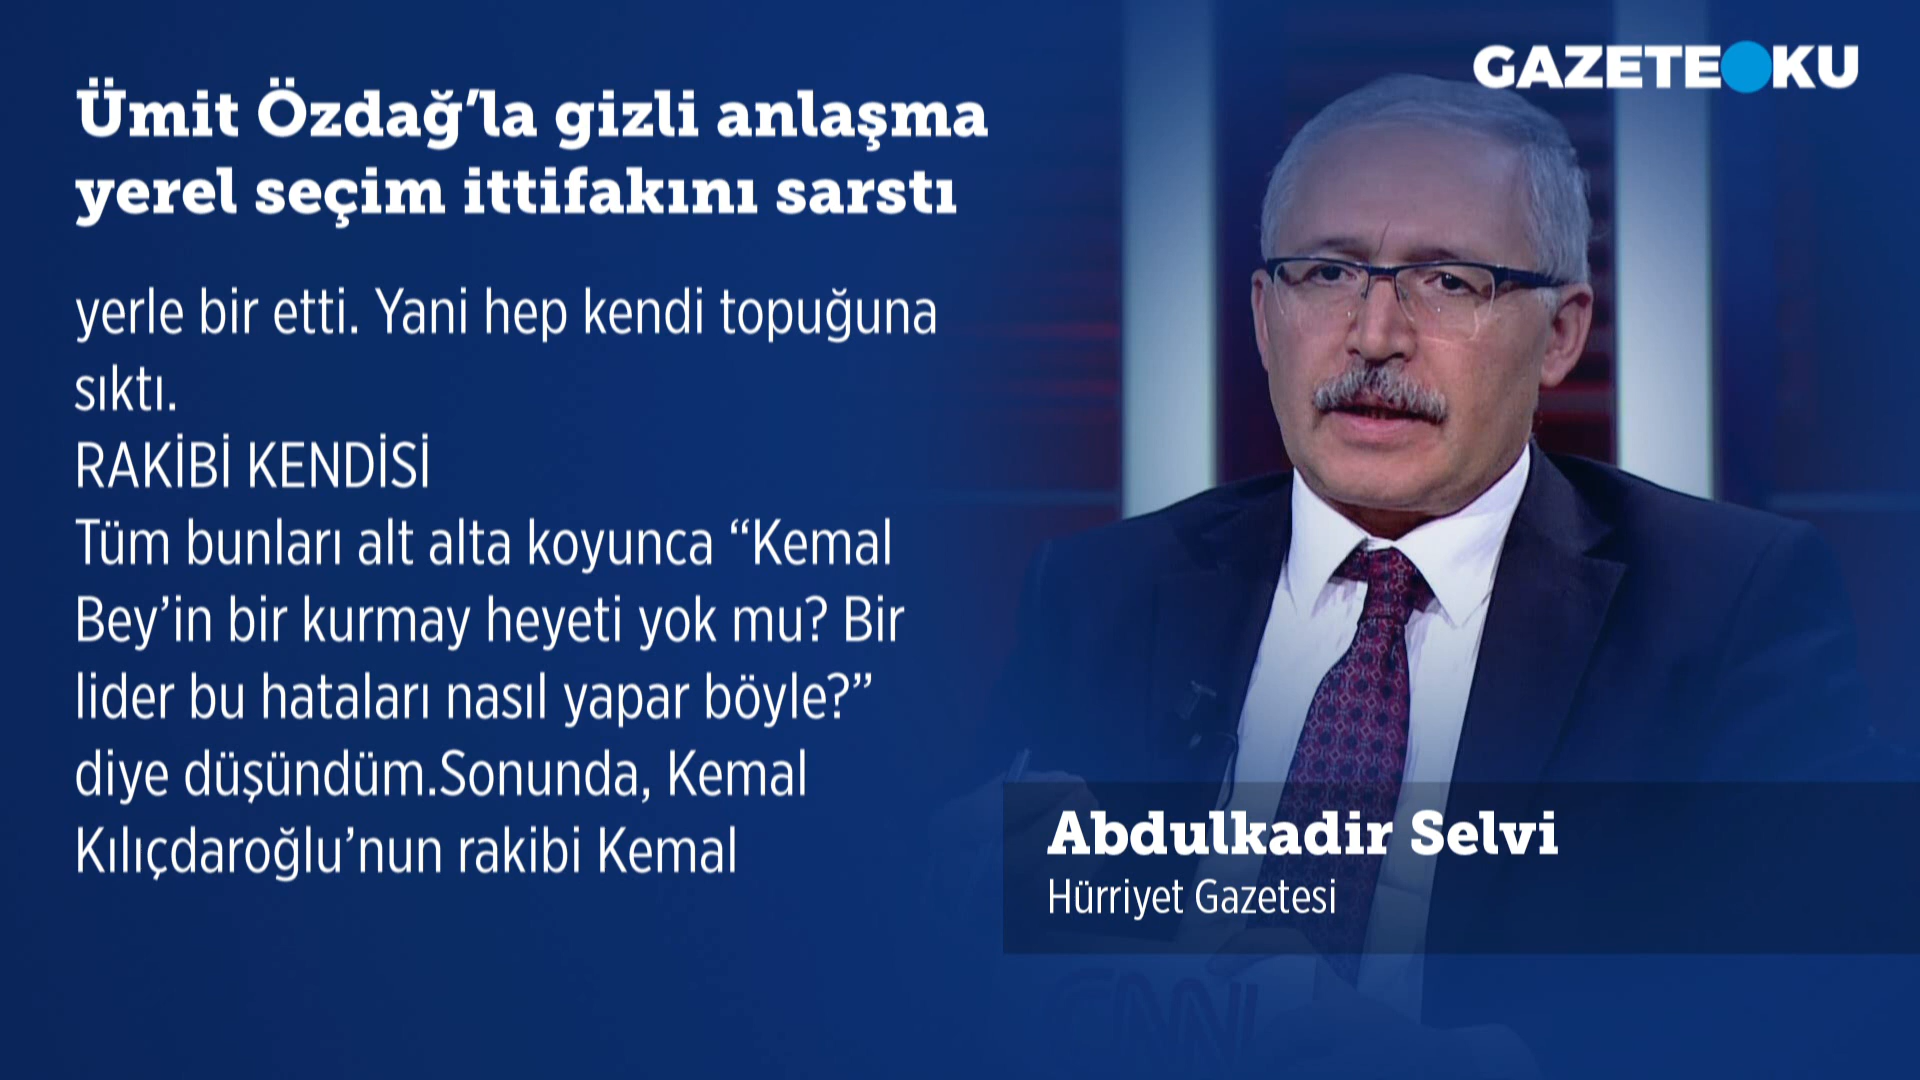 GAZETEOKU
Ümit Özdağ’la gizli anlaşma
yerel seçim ittifakını sarstı
yerle bir etti. Yani hep kendi topuğuna
sıktı.
RAKİBİ KENDİSİ
Tüm bunları alt alta koyunca “Kemal
Bey’in bir kurmay heyeti yok mu? Bir
lider bu hataları nasıl yapar böyle?”
diye düşündüm.Sonunda, Kemal
Kılıçdaroğlu’nun rakibi Kemal
Abdulkadir Selvi
Hürriyet Gazetesi
CNN